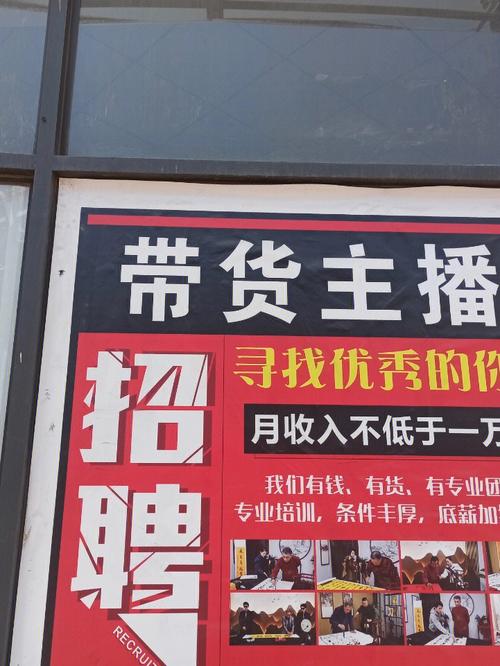 带货主播
招聘
寻找优秀的你
月收入不低于一万
我们有钱、有货、有专业团
专业培训，条件丰厚，底薪加
RECRUIT